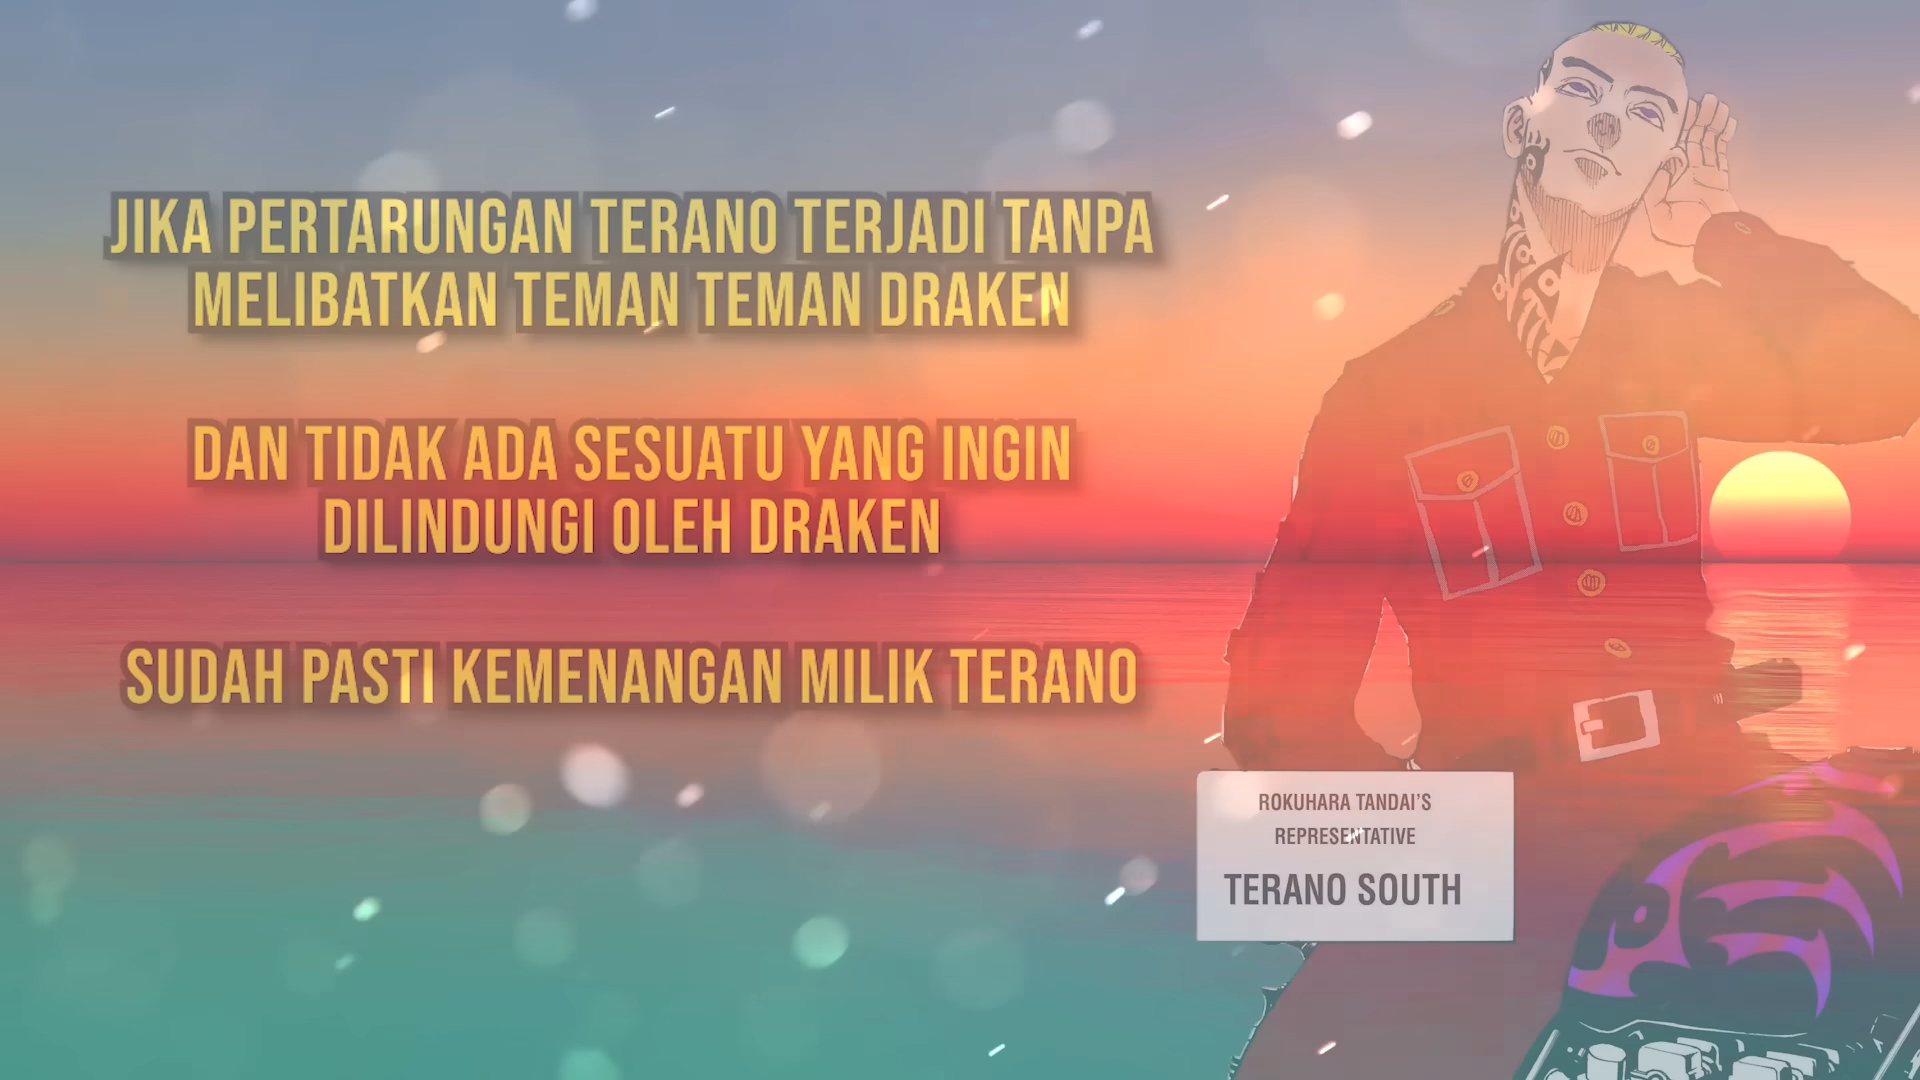 JIKA PERTARUNGAN TERANO TERJADI TANPA
MELIBATKAN TEMAN TEMAN DRAKEN
DAN TIDAK ADA SESUATU YANG INGIN
DILINDUNGI OLEH DRAKEN
SUDAH PASTI KEMENANGAN MILIK TERANO
ROKUHARA TANDAI'S
REPRESENTATIVE
TERANO SOUTH